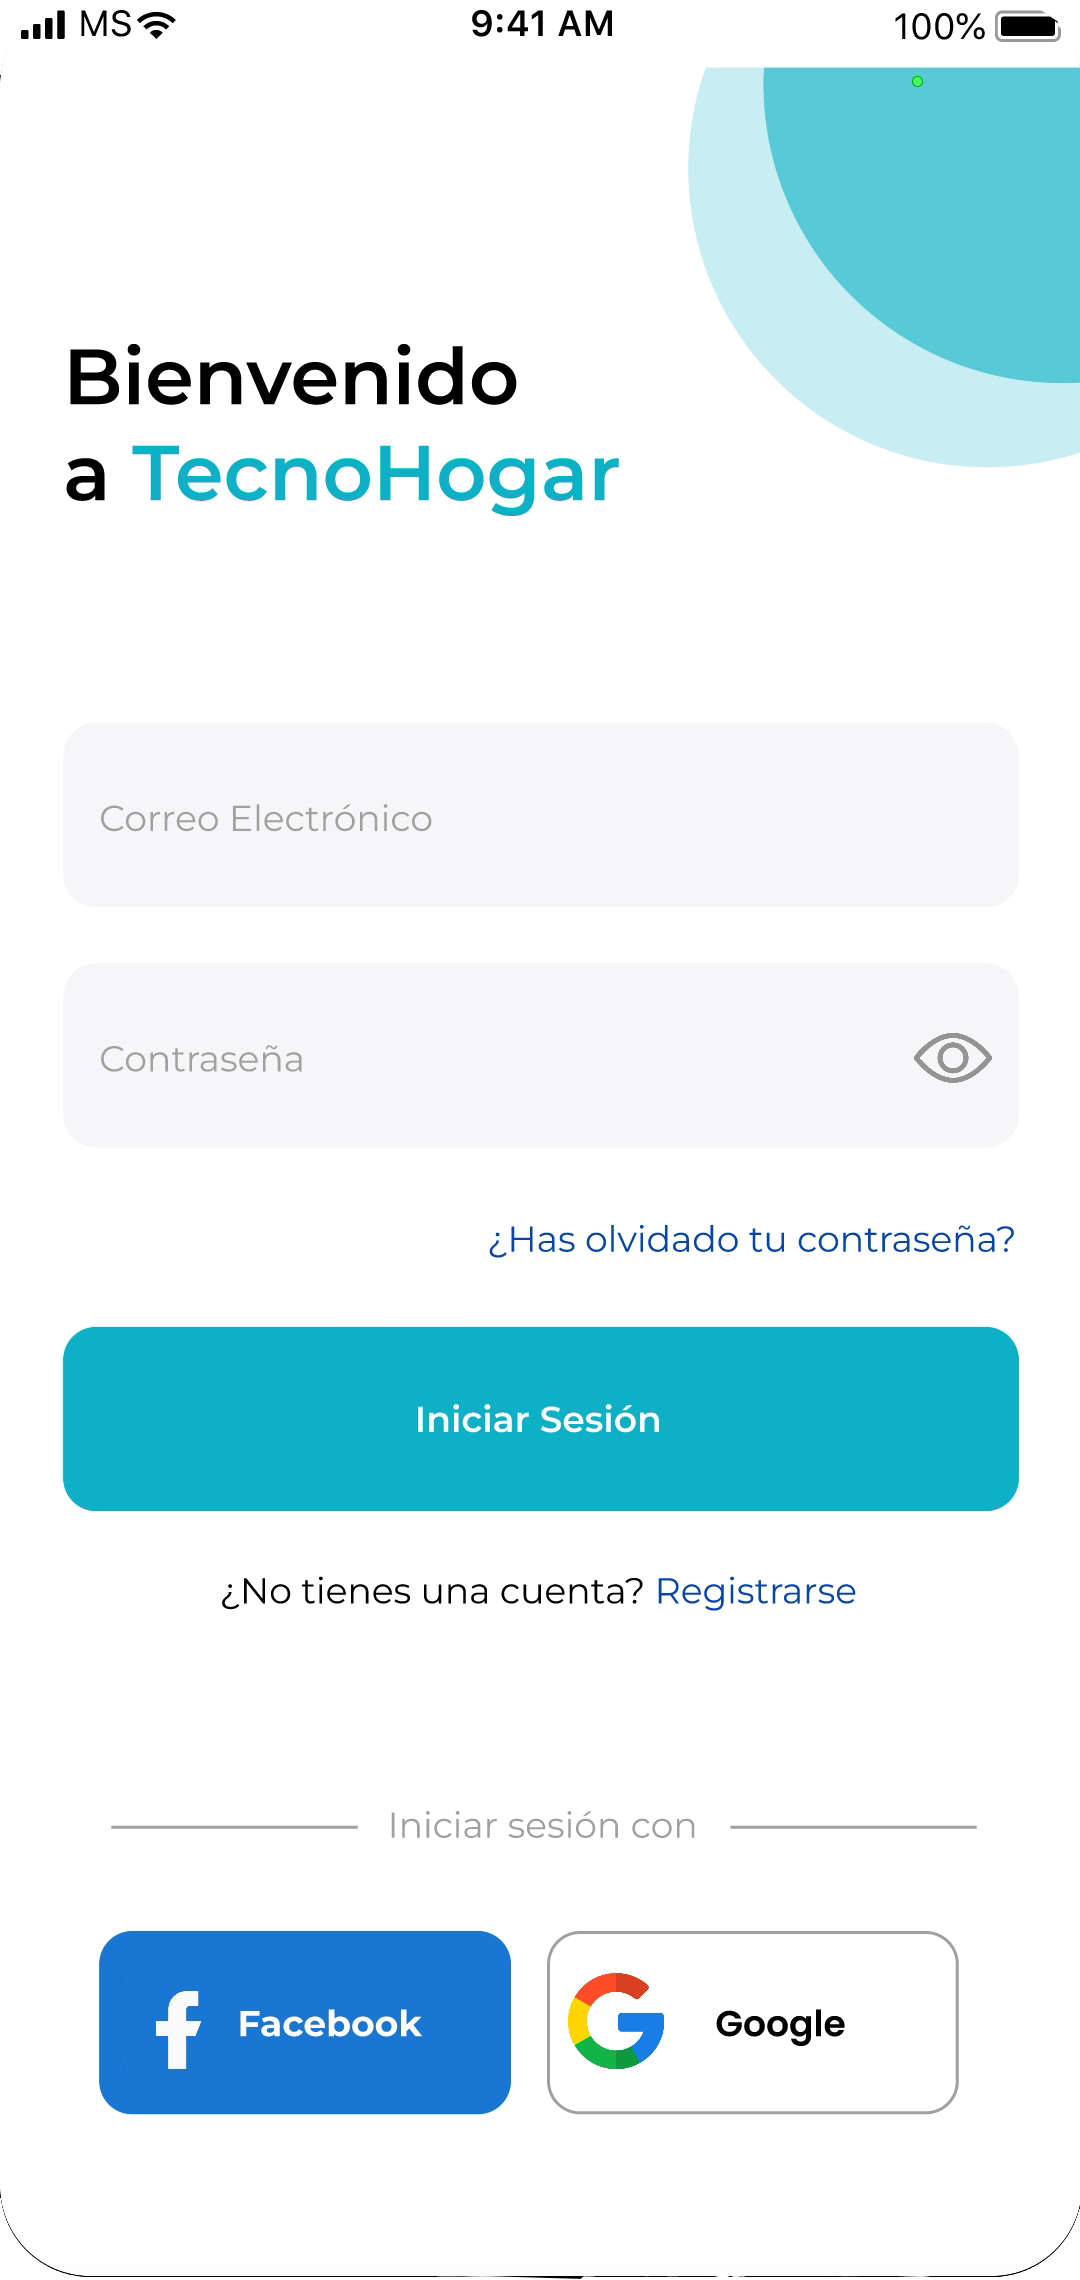 MS 9:41 AM 100%
Bienvenido
a TecnoHogar
Correo Electrónico
Contraseña
¿Has olvidado tu contraseña?
Iniciar Sesión
¿No tienes una cuenta? Registrarse
Iniciar sesión con
Facebook Google